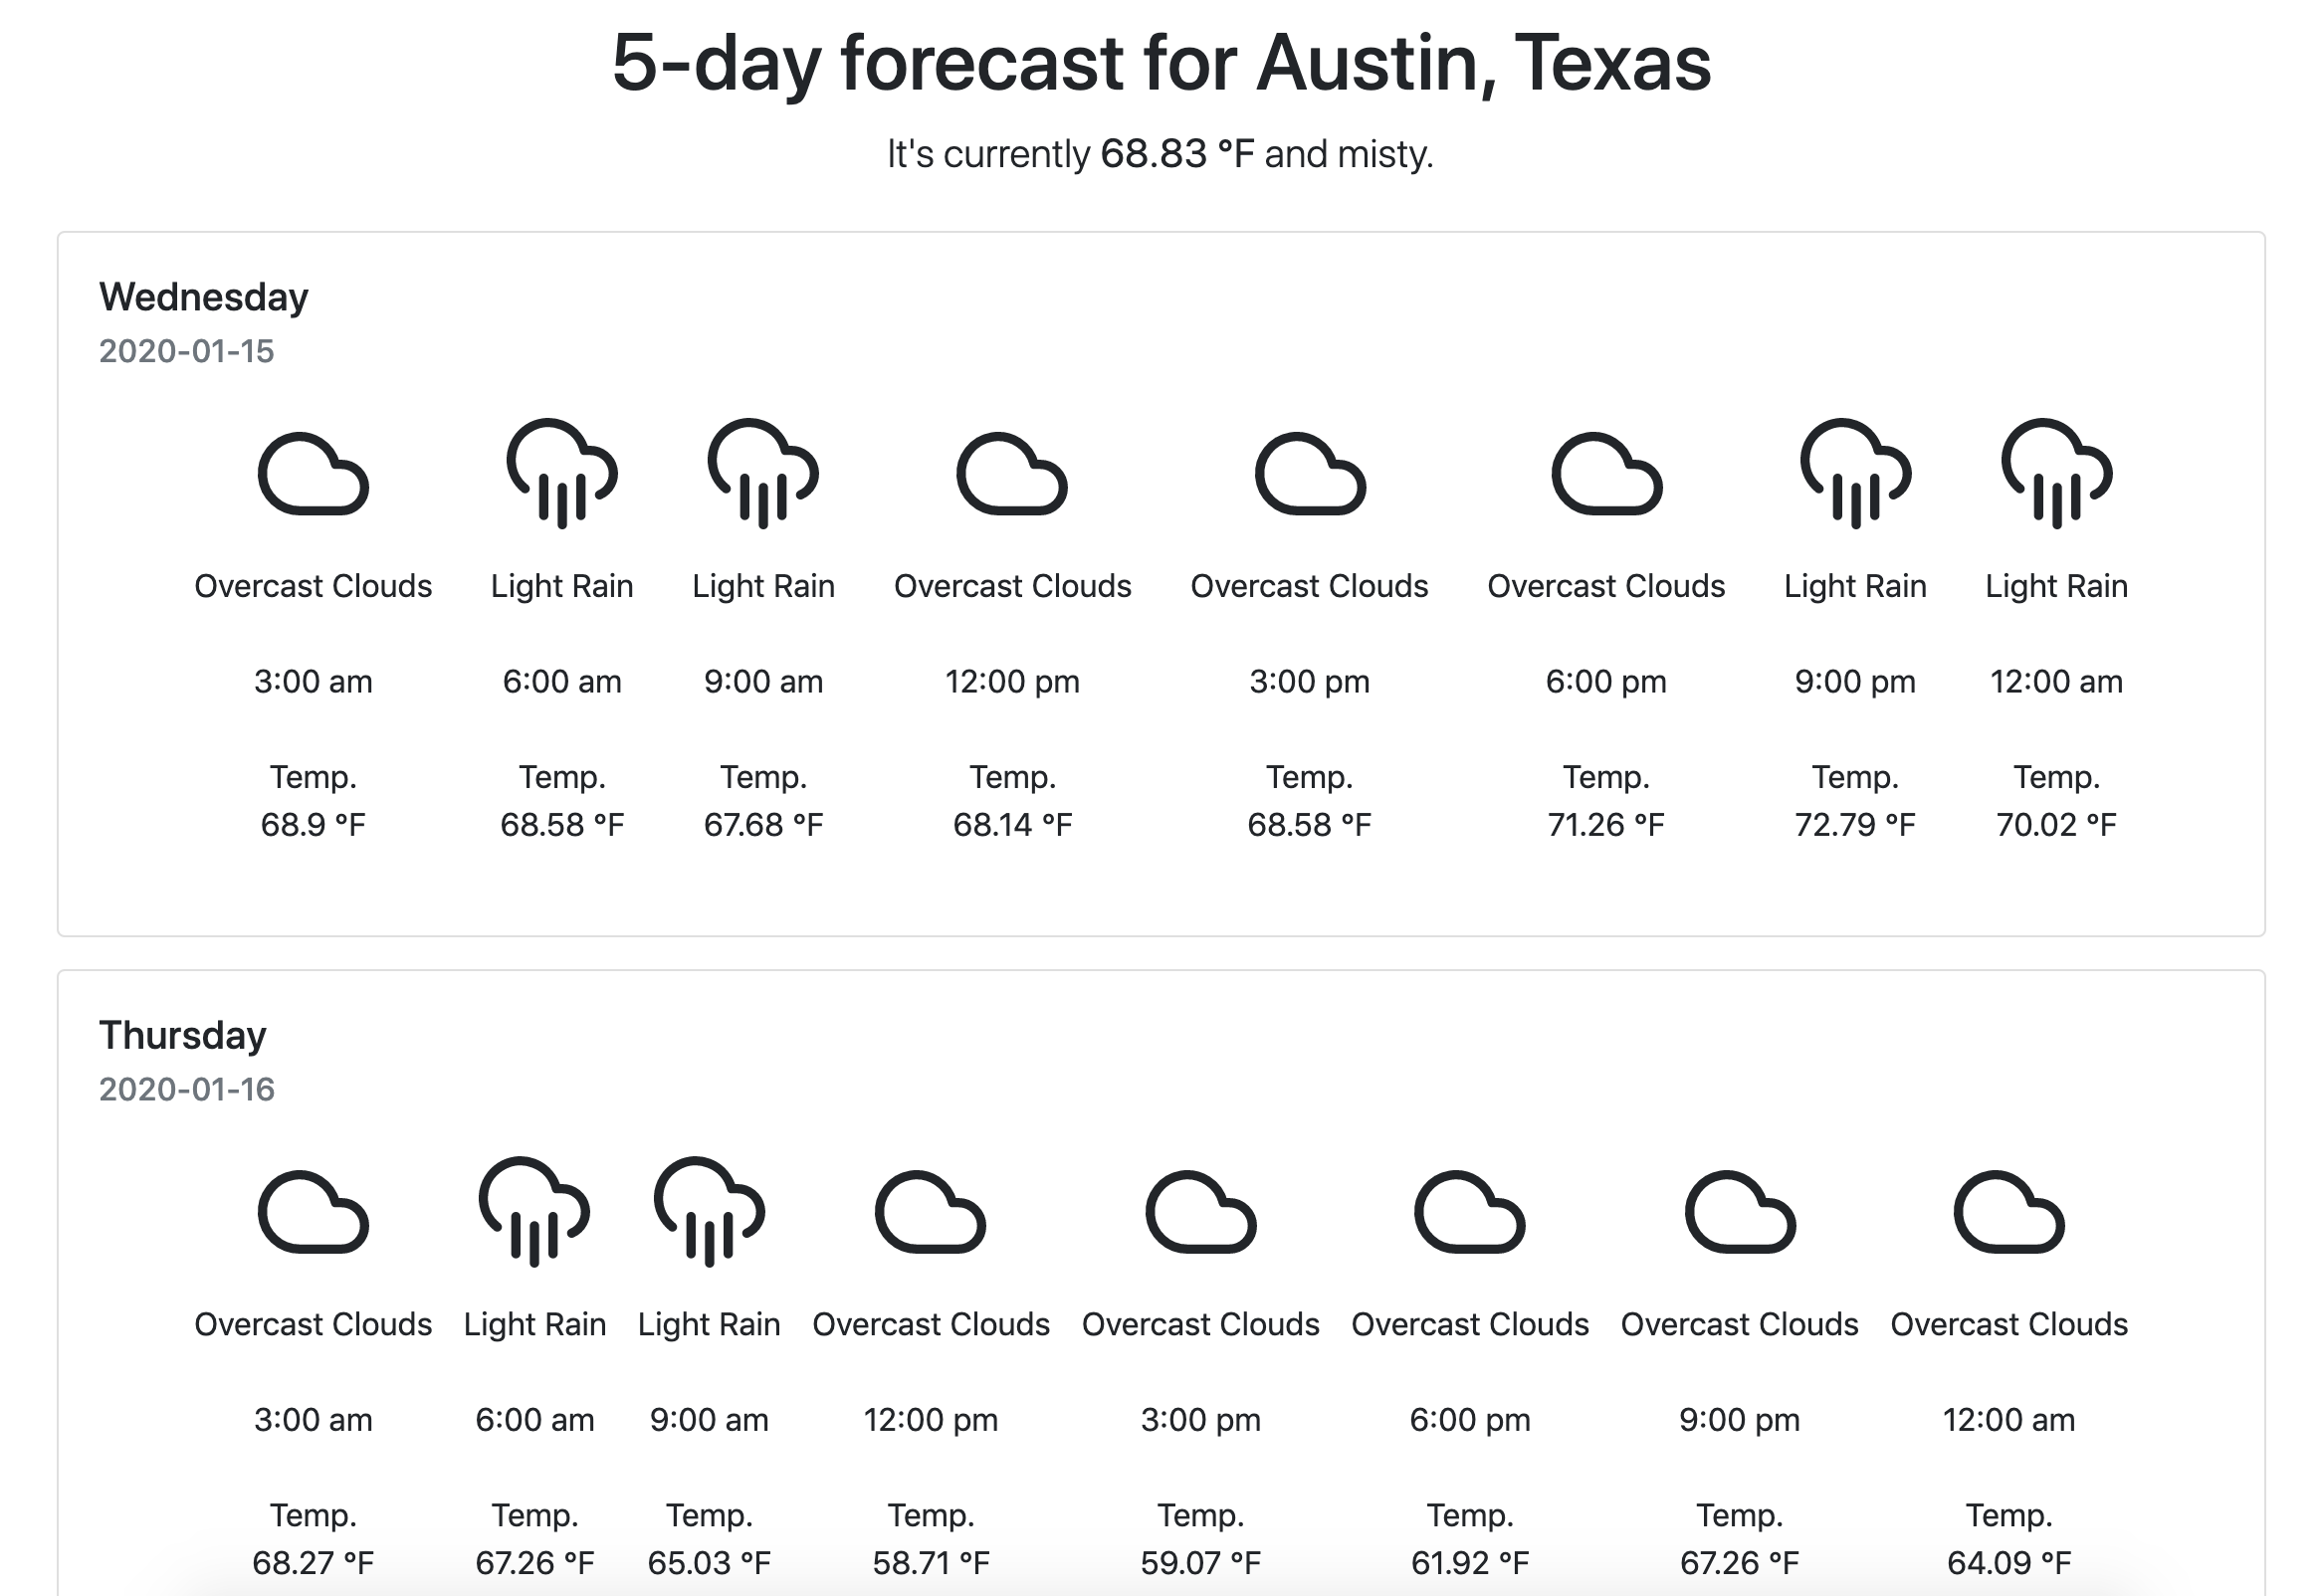 5-day forecast for Austin, Texas
It's currently 68.83 °F and misty.
Wednesday
2020-01-15
Overcast Clouds Light Rain Light Rain Overcast Clouds Overcast Clouds Overcast Clouds Light Rain Light Rain
3:00 am 6:00 am 9:00 am 12:00 pm 3:00 pm 6:00 pm 9:00 pm 12:00 am
Temp. Temp. Temp. Temp. Temp. Temp. Temp. Temp.
68.9 °F 68.58 °F 67.68 °F 68.14 °F 68.58 °F 71.26 °F 72.79 °F 70.02 °F
Thursday
2020-01-16
Overcast Clouds Light Rain Light Rain Overcast Clouds Overcast Clouds Overcast Clouds Overcast Clouds Overcast Clouds
3:00 am 6:00 am 9:00 am 12:00 pm 3:00 pm 6:00 pm 9:00 pm 12:00 am
Temp. Temp. Temp. Temp. Temp. Temp. Temp. Temp.
68.27 °F 67.26 °F 65.03 °F 58.71 °F 59.07 °F 61.92 °F 67.26 °F 64.09 °F